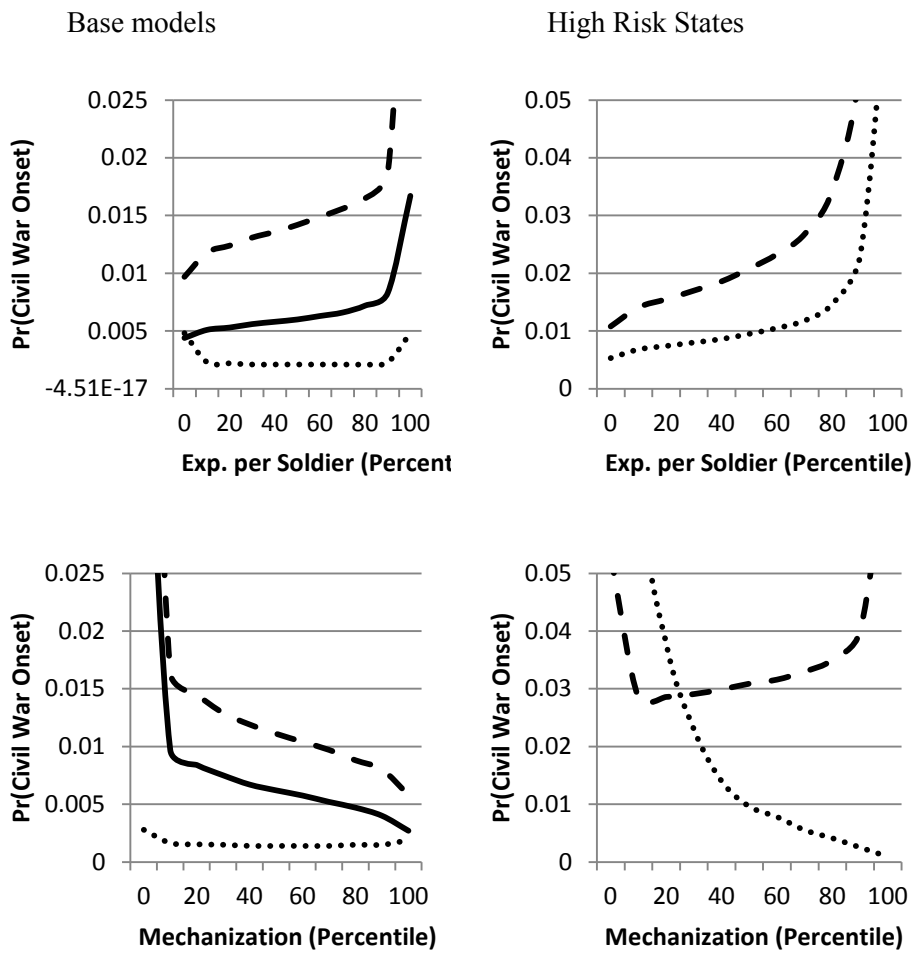 Base models
High Risk States
Pr(Civil War Onset)
0.025
0.02
0.015
0.01
0.005
-4.51E-17
0 20 40 60 80 100
Exp. per Soldier (Percent
Pr(Civil War Onset)
0.05
0.04
0.03
0.02
0.01
0
0 20 40 60 80 100
Exp. per Soldier (Percentile)
Pr(Civil War Onset)
0.025
0.02
0.015
0.01
0.005
0
0 20 40 60 80 100
Mechanization (Percentile)
Pr(Civil War Onset)
0.05
0.04
0.03
0.02
0.01
0
0 20 40 60 80 100
Mechanization (Percentile)